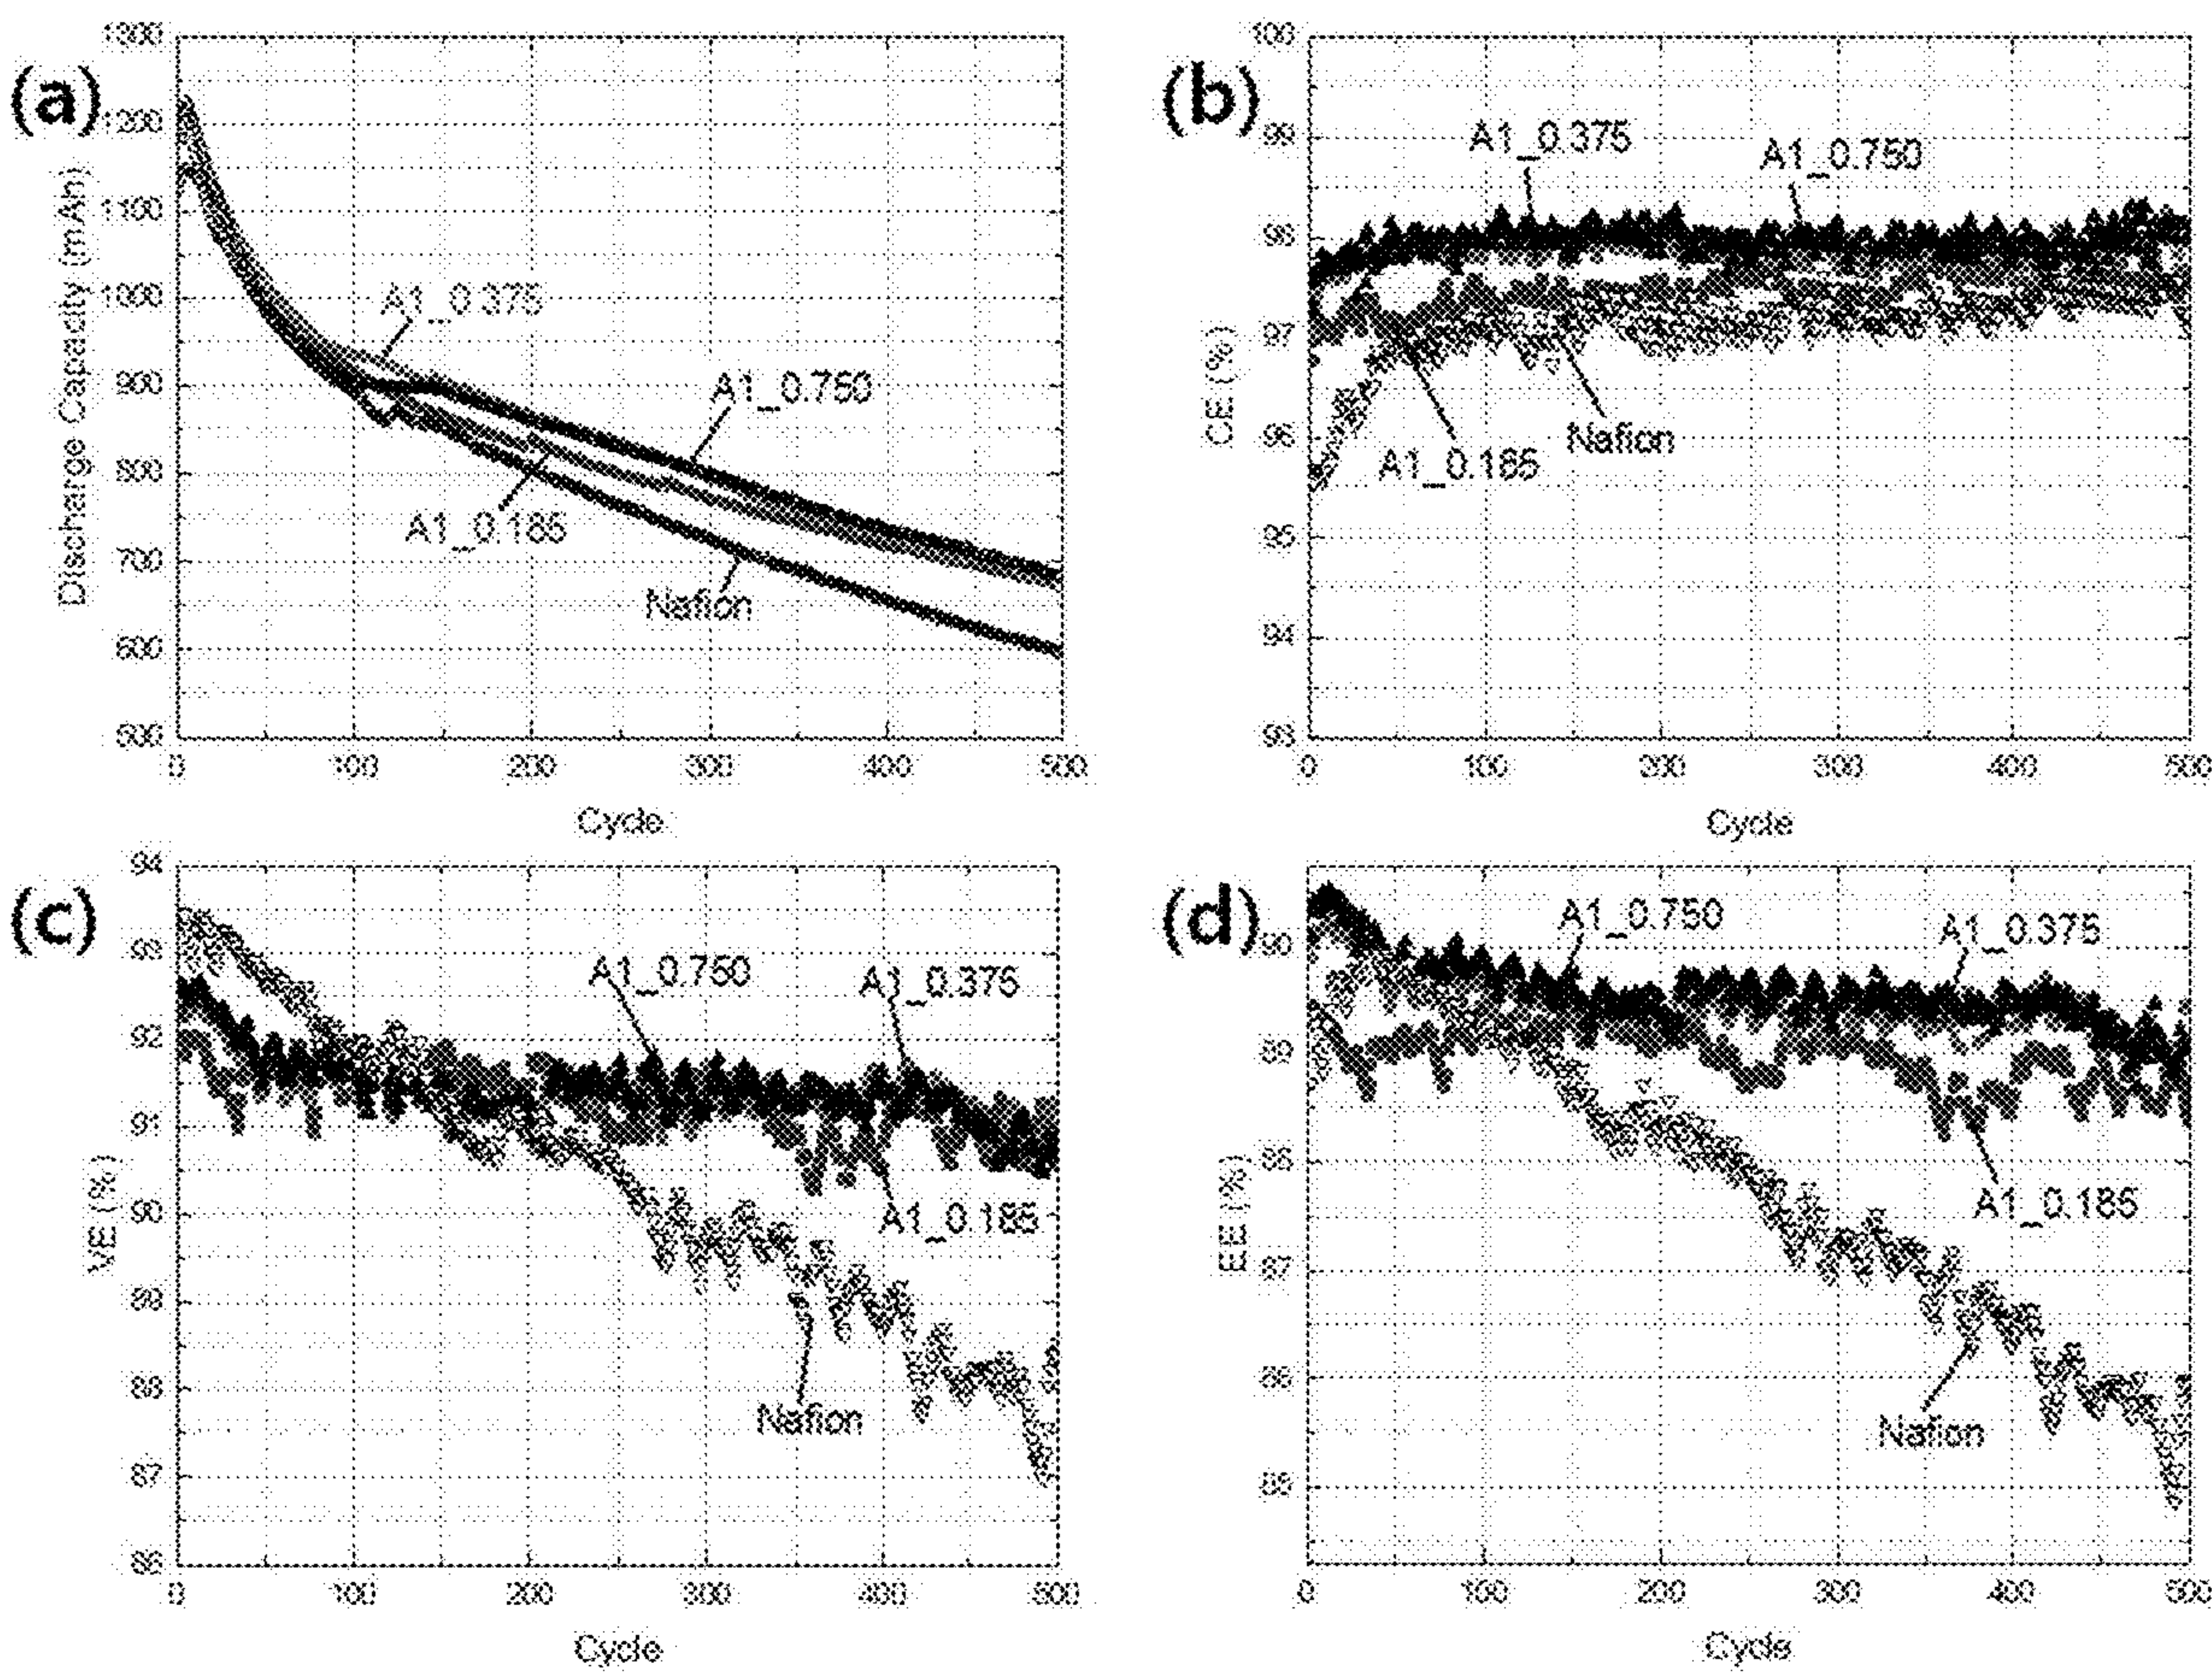 (a)
Discharge Capacity (mAh)
1300
1200
1100
1000
900
800
700
600
500
A1_0.375
A1_0.750
A1_0.185
Nafion
0 100 200 300 400 500
Cycle
(b)
CE (%)
100
99
98
97
96
95
94
93
A1_0.375
A1_0.750
Nafion
A1_0.185
0 100 200 300 400 500
Cycle
(c)
VE (%)
94
93
92
91
90
89
88
87
86
A1_0.750
A1_0.375
A1_0.185
Nafion
0 100 200 300 400 500
Cycle
(d)
EE (%)
90
89
88
87
86
85
A1_0.750
A1_0.375
A1_0.185
Nafion
0 100 200 300 400 500
Cycle